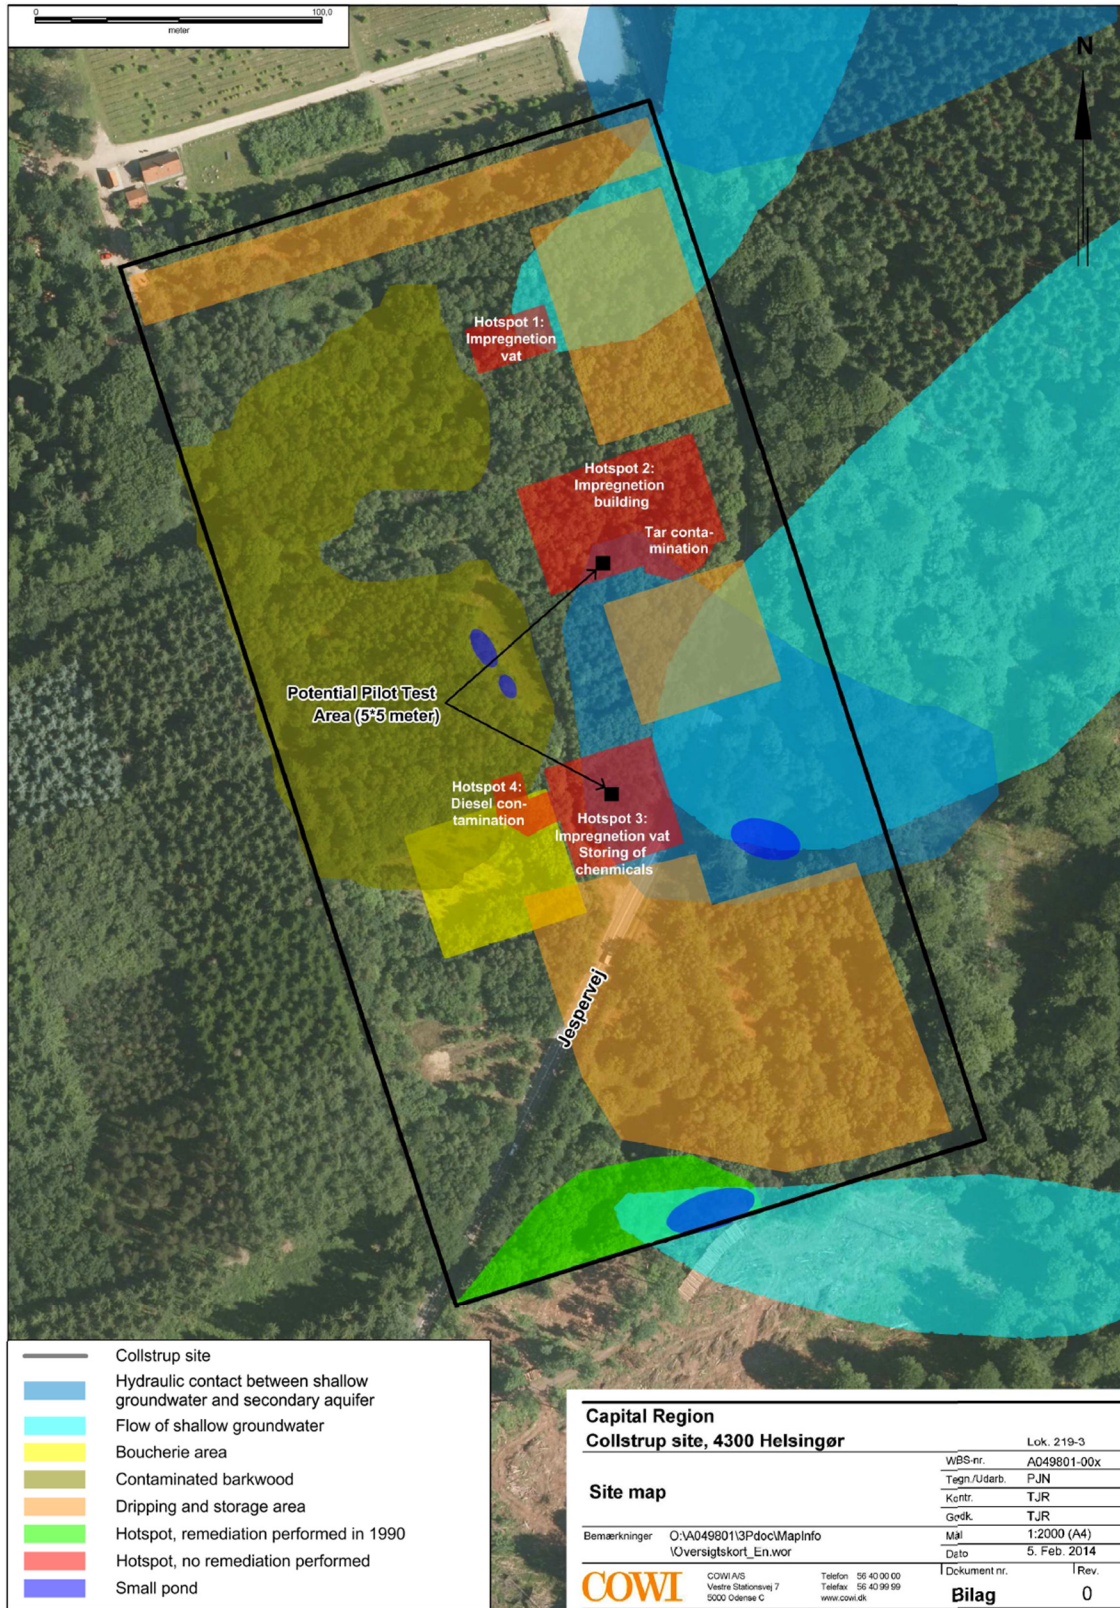 0 100,0
meter
N
Hotspot 1:
Impregnetion
vat
Hotspot 2:
Impregnetion
building
Tar conta-
mination
Potential Pilot Test
Area (5*5 meter)
Hotspot 4:
Diesel con-
tamination
Hotspot 3:
Impregnetion vat
Storing of
chenmicals
Jespervej
Collstrup site
Hydraulic contact between shallow
groundwater and secondary aquifer
Flow of shallow groundwater
Boucherie area
Contaminated barkwood
Dripping and storage area
Hotspot, remediation performed in 1990
Hotspot, no remediation performed
Small pond
Capital Region
Collstrup site, 4300 Helsingør
Lok. 219-3
Site map
WBS-nr. A049801-00x
Tegn./Udarb. PJN
Kontr. TJR
Godk. TJR
Mål 1:2000 (A4)
Dato 5. Feb. 2014
Bemærkninger O:\A049801\3Pdoc\MapInfo
\Oversigtskort_En.wor
COWI
COWI A/S
Vestre Stationsvej 7
5000 Odense C
Telefon 56 40 00 00
Telefax 56 40 99 99
www.cowi.dk
Dokument nr. Rev.
Bilag 0